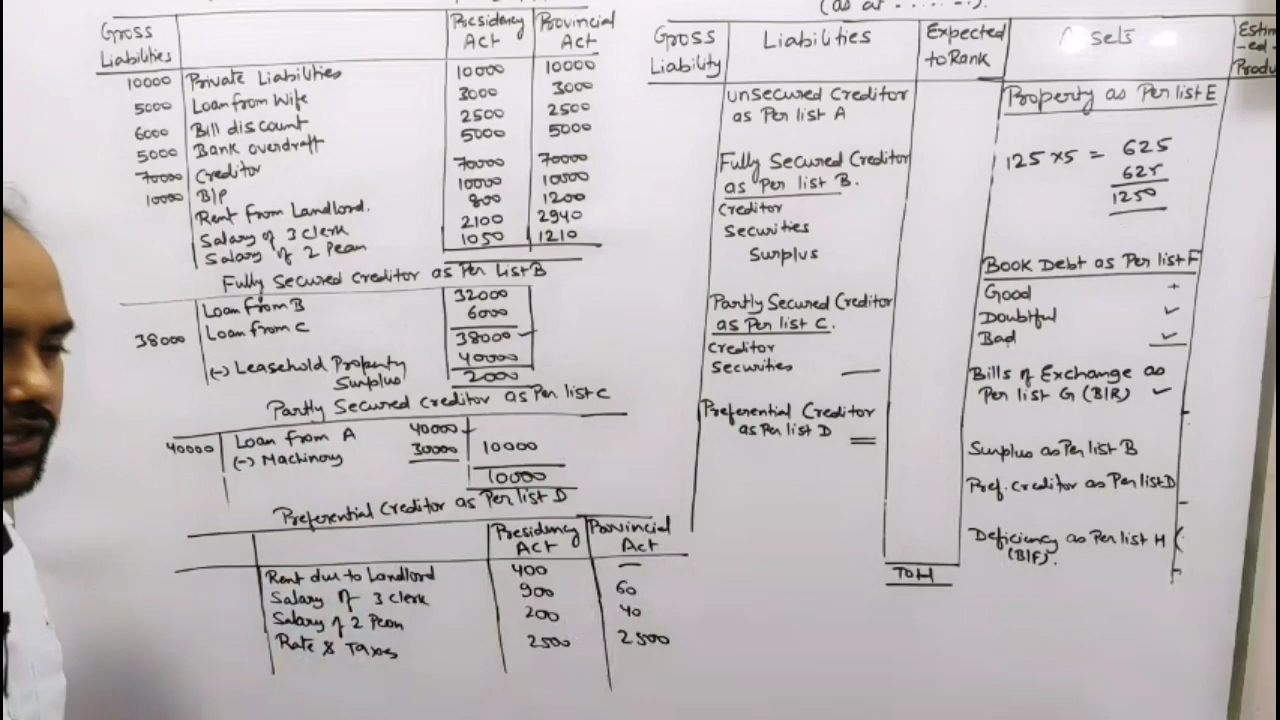 Gross Liabilities
Presidency Act
Provincial Act
10000 Private Liabilities 10000 10000
5000 Loan from Wife 3000 3000
6000 Bill discount 2500 2500
5000 Bank overdraft 5000 5000
70000 Creditor 70000 70000
10000 B/P 10000 10000
Rent from Landlord. 800 1200
Salary of 3 Clerk 2100 2940
Salary of 2 Pean 1050 1210
Fully Secured Creditor as Per List B
Loan from B 32000
38000 Loan from C 6000
38000
(-) Leasehold Property 40000
Surplus 2000
Partly Secured Creditor as Per list C
40000 Loan from A 40000
(-) Machinory 30000 10000
10000
Preferential Creditor as Per list D
Presidency Act
Provincial Act
Rent due to Landlord 400 —
Salary of 3 Clerk 900 60
Salary of 2 Peon 200 40
Rate & Taxes 2500 2500
(as at ........).
Gross Liability
Liabilities
Expected to Rank
Assets
Estim-ed- Produ
Unsecured Creditor
as Per list A
Fully Secured Creditor
as Per list B.
Creditor
Securities
Surplus
Partly Secured Creditor
as Per list C.
Creditor
Securities
Preferential Creditor
as Per list D
Total
Property as Per list E
125 x 5 = 625
625
1250
Book Debt as Per list F
Good +
Doubtful ✓
Bad ✓
Bills of Exchange as
Per list G (B/R) ✓
Surplus as Per list B
Pref. Creditor as Per list D
Deficiency as Per list H (
(B/F).